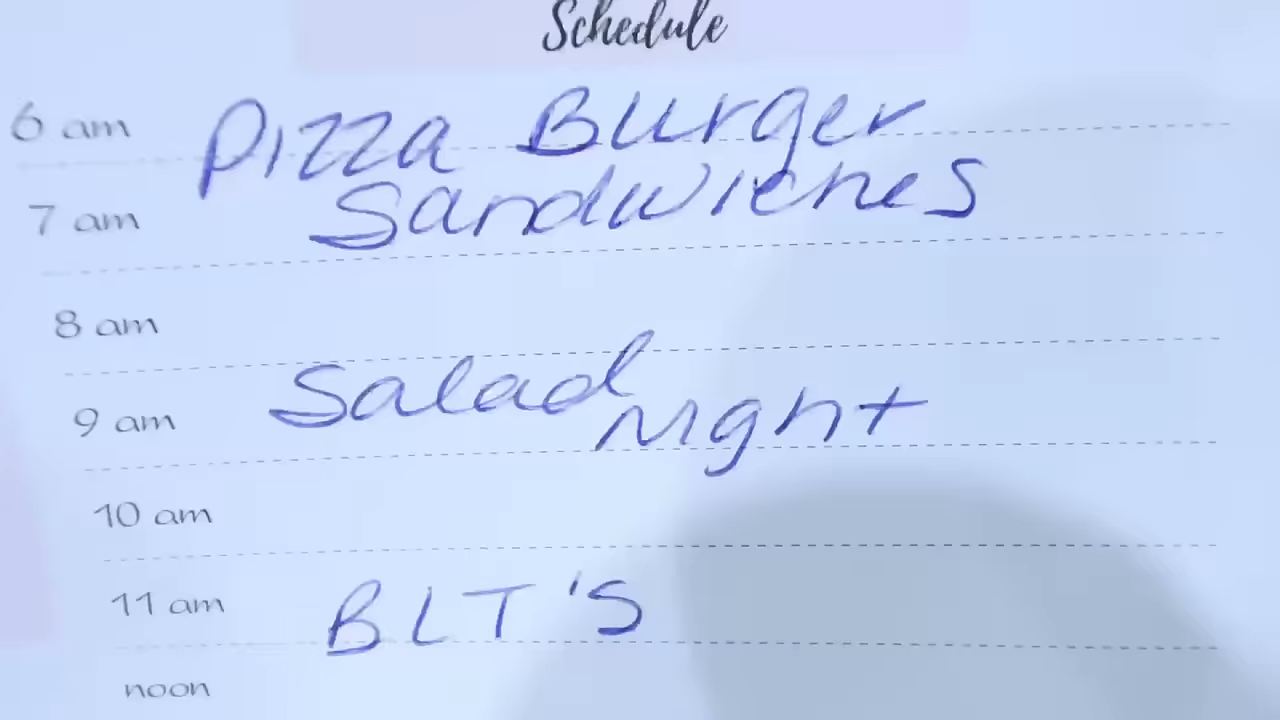 Schedule
6 am Pizza Burger
7 am Sandwiches
8 am
9 am Salad Night
10 am
11 am BLT'S
noon